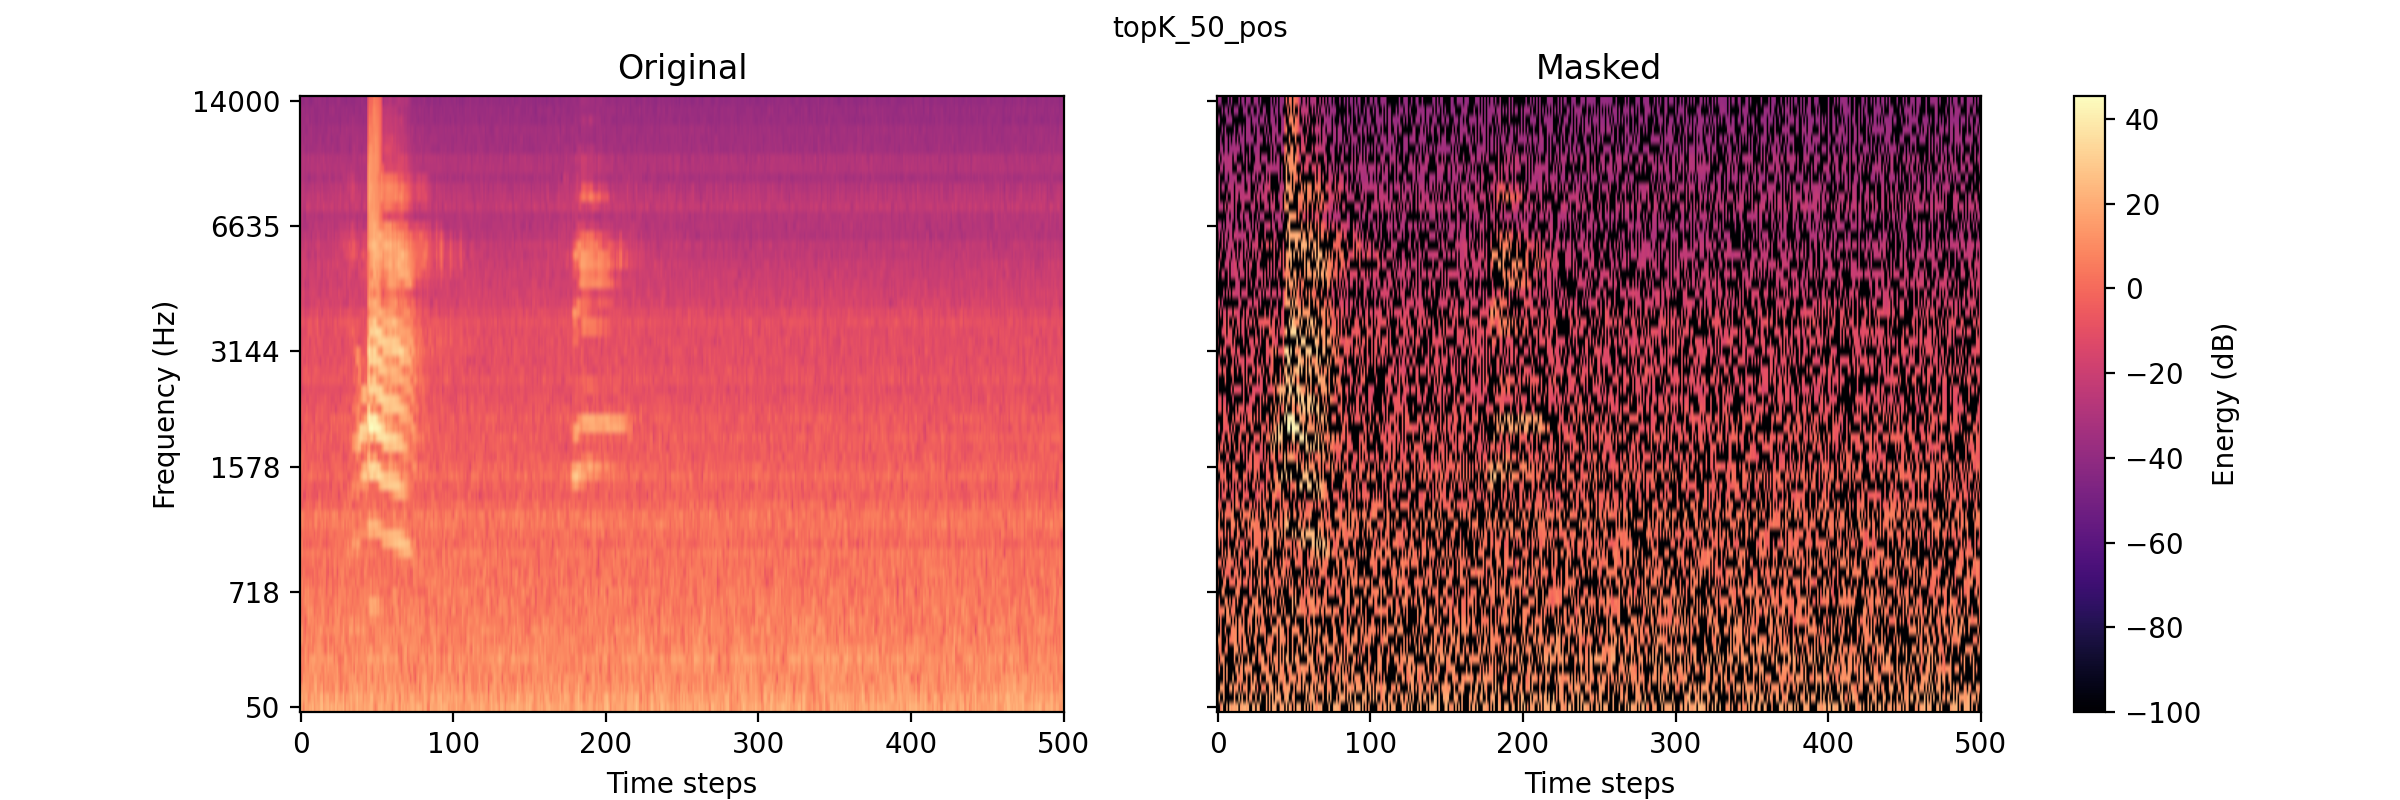 topK_50_pos
Original
Masked
Frequency (Hz)
14000
6635
3144
1578
718
50
0 100 200 300 400 500
Time steps
0 100 200 300 400 500
Time steps
40
20
0
−20
−40
−60
−80
−100
Energy (dB)